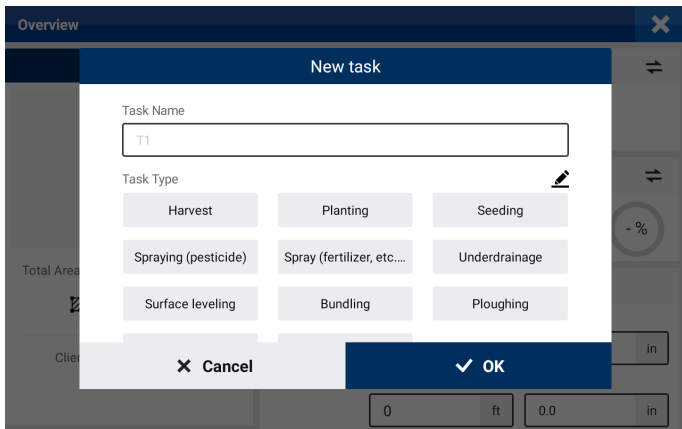 Overview
New task
Task Name
T1
Task Type
Harvest Planting Seeding
- %
Spraying (pesticide) Spray (fertilizer, etc.... Underdrainage
Total Area
Surface leveling Bundling Ploughing
Clien
Cancel OK
in
0 ft 0.0 in